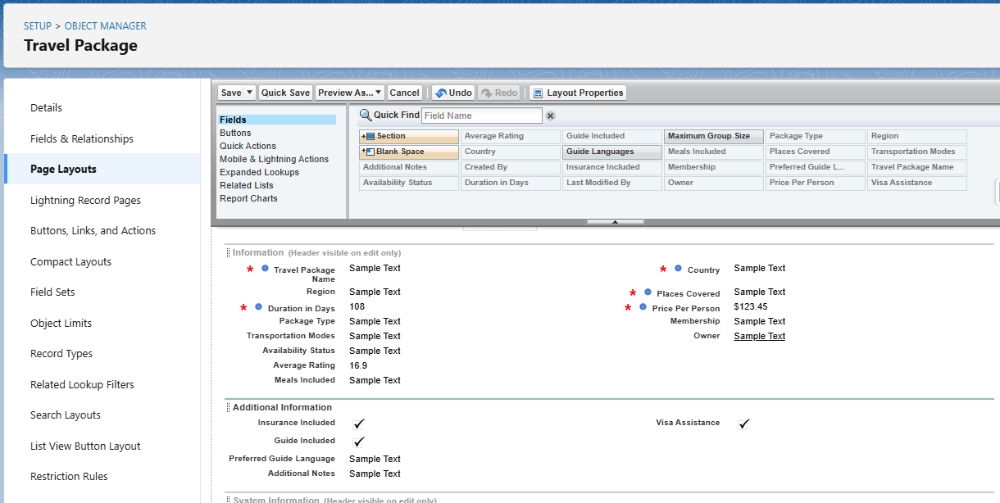 SETUP > OBJECT MANAGER
Travel Package
Details
Fields & Relationships
Page Layouts
Lightning Record Pages
Buttons, Links, and Actions
Compact Layouts
Field Sets
Object Limits
Record Types
Related Lookup Filters
Search Layouts
List View Button Layout
Restriction Rules
Save Quick Save Preview As... Cancel Undo Redo Layout Properties
Fields
Buttons
Quick Actions
Mobile & Lightning Actions
Expanded Lookups
Related Lists
Report Charts
Quick Find Field Name
Section Average Rating Guide Included Maximum Group Size Package Type Region
Blank Space Country Guide Languages Meals Included Places Covered Transportation Modes
Additional Notes Created By Insurance Included Membership Preferred Guide L... Travel Package Name
Availability Status Duration in Days Last Modified By Owner Price Per Person Visa Assistance
Information (Header visible on edit only)
* Travel Package Name Sample Text * Country Sample Text
Region Sample Text * Places Covered Sample Text
* Duration in Days 108 * Price Per Person $123.45
Package Type Sample Text Membership Sample Text
Transportation Modes Sample Text Owner Sample Text
Availability Status Sample Text
Average Rating 16.9
Meals Included Sample Text
Additional Information
Insurance Included ✓ Visa Assistance ✓
Guide Included ✓
Preferred Guide Language Sample Text
Additional Notes Sample Text
System Information (Header visible on edit only)